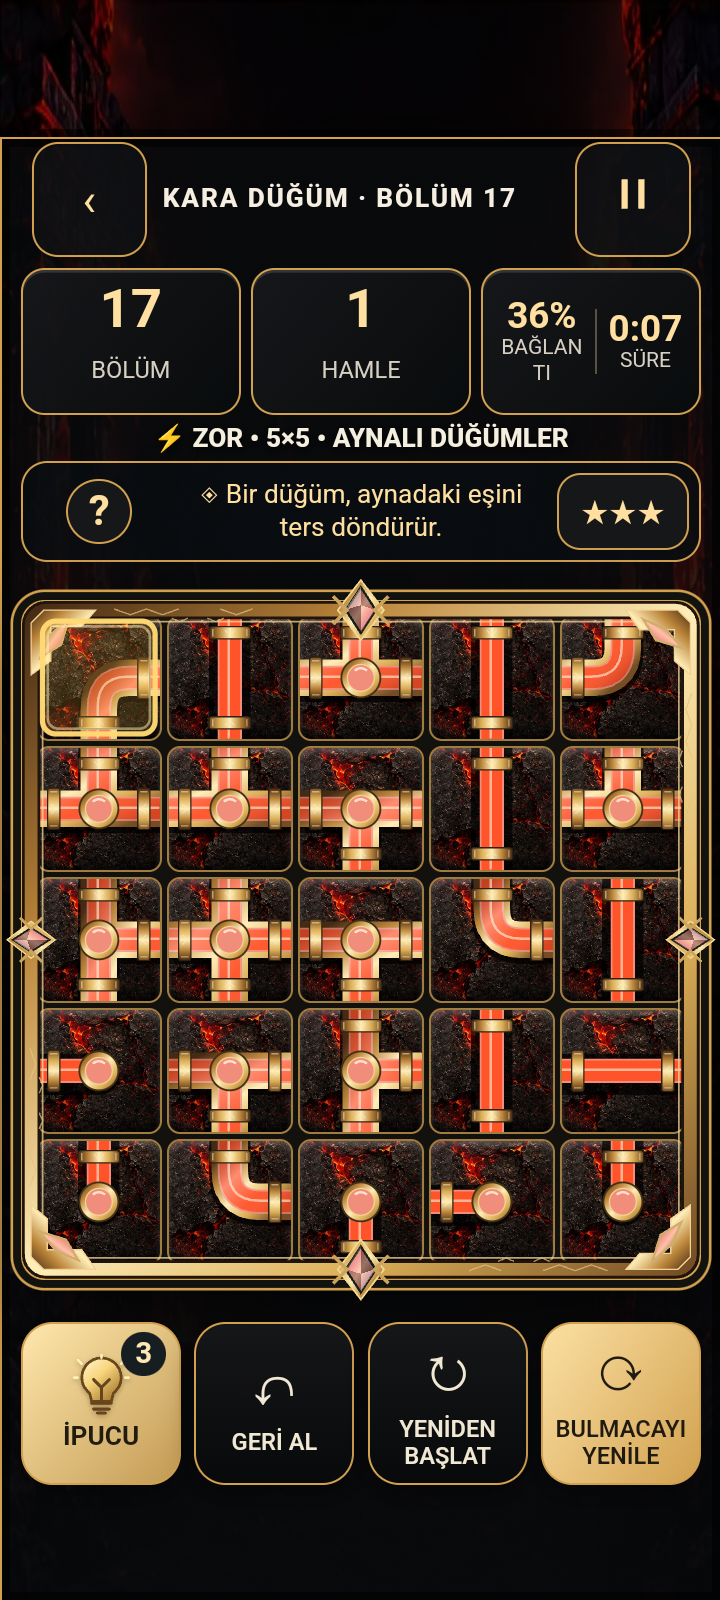 ‹
KARA DÜĞÜM · BÖLÜM 17
17
BÖLÜM
1
HAMLE
36%
BAĞLAN
TI
0:07
SÜRE
⚡ ZOR • 5×5 • AYNALI DÜĞÜMLER
?
◈ Bir düğüm, aynadaki eşini
ters döndürür.
★★★
3
İPUCU
GERİ AL
YENİDEN
BAŞLAT
BULMACAYI
YENİLE